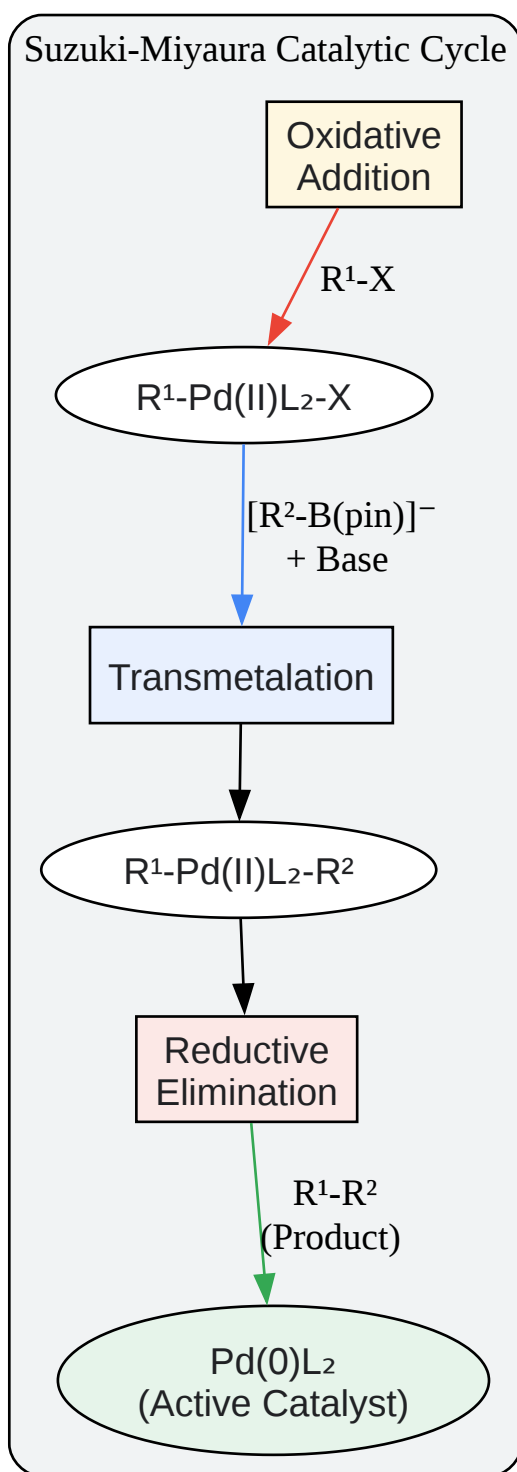 Suzuki-Miyaura Catalytic Cycle
Oxidative
Addition
R¹-X
R¹-Pd(II)L₂-X
[R²-B(pin)]⁻
+ Base
Transmetalation
R¹-Pd(II)L₂-R²
Reductive
Elimination
R¹-R²
(Product)
Pd(0)L₂
(Active Catalyst)